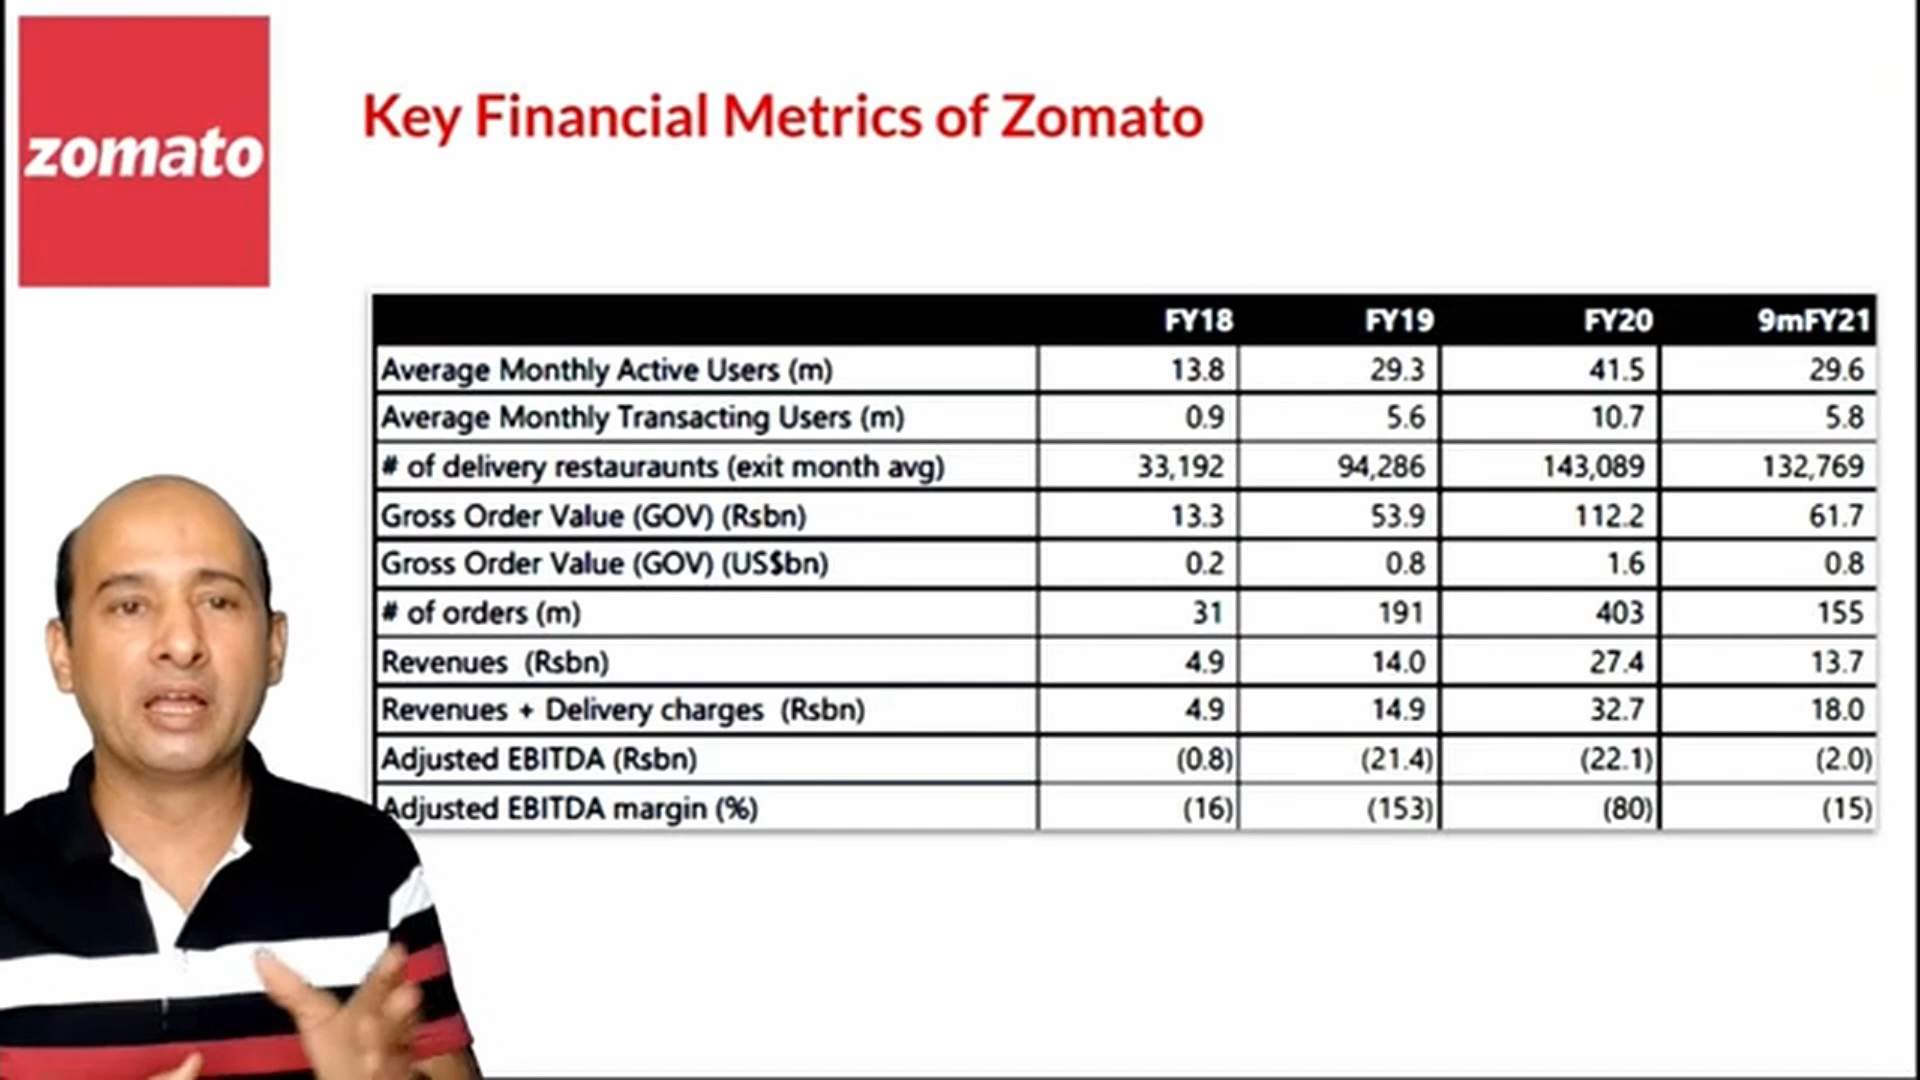 zomato
Key Financial Metrics of Zomato
FY18 FY19 FY20 9mFY21
Average Monthly Active Users (m) 13.8 29.3 41.5 29.6
Average Monthly Transacting Users (m) 0.9 5.6 10.7 5.8
# of delivery restauraunts (exit month avg) 33,192 94,286 143,089 132,769
Gross Order Value (GOV) (Rsbn) 13.3 53.9 112.2 61.7
Gross Order Value (GOV) (US$bn) 0.2 0.8 1.6 0.8
# of orders (m) 31 191 403 155
Revenues (Rsbn) 4.9 14.0 27.4 13.7
Revenues + Delivery charges (Rsbn) 4.9 14.9 32.7 18.0
Adjusted EBITDA (Rsbn) (0.8) (21.4) (22.1) (2.0)
Adjusted EBITDA margin (%) (16) (153) (80) (15)